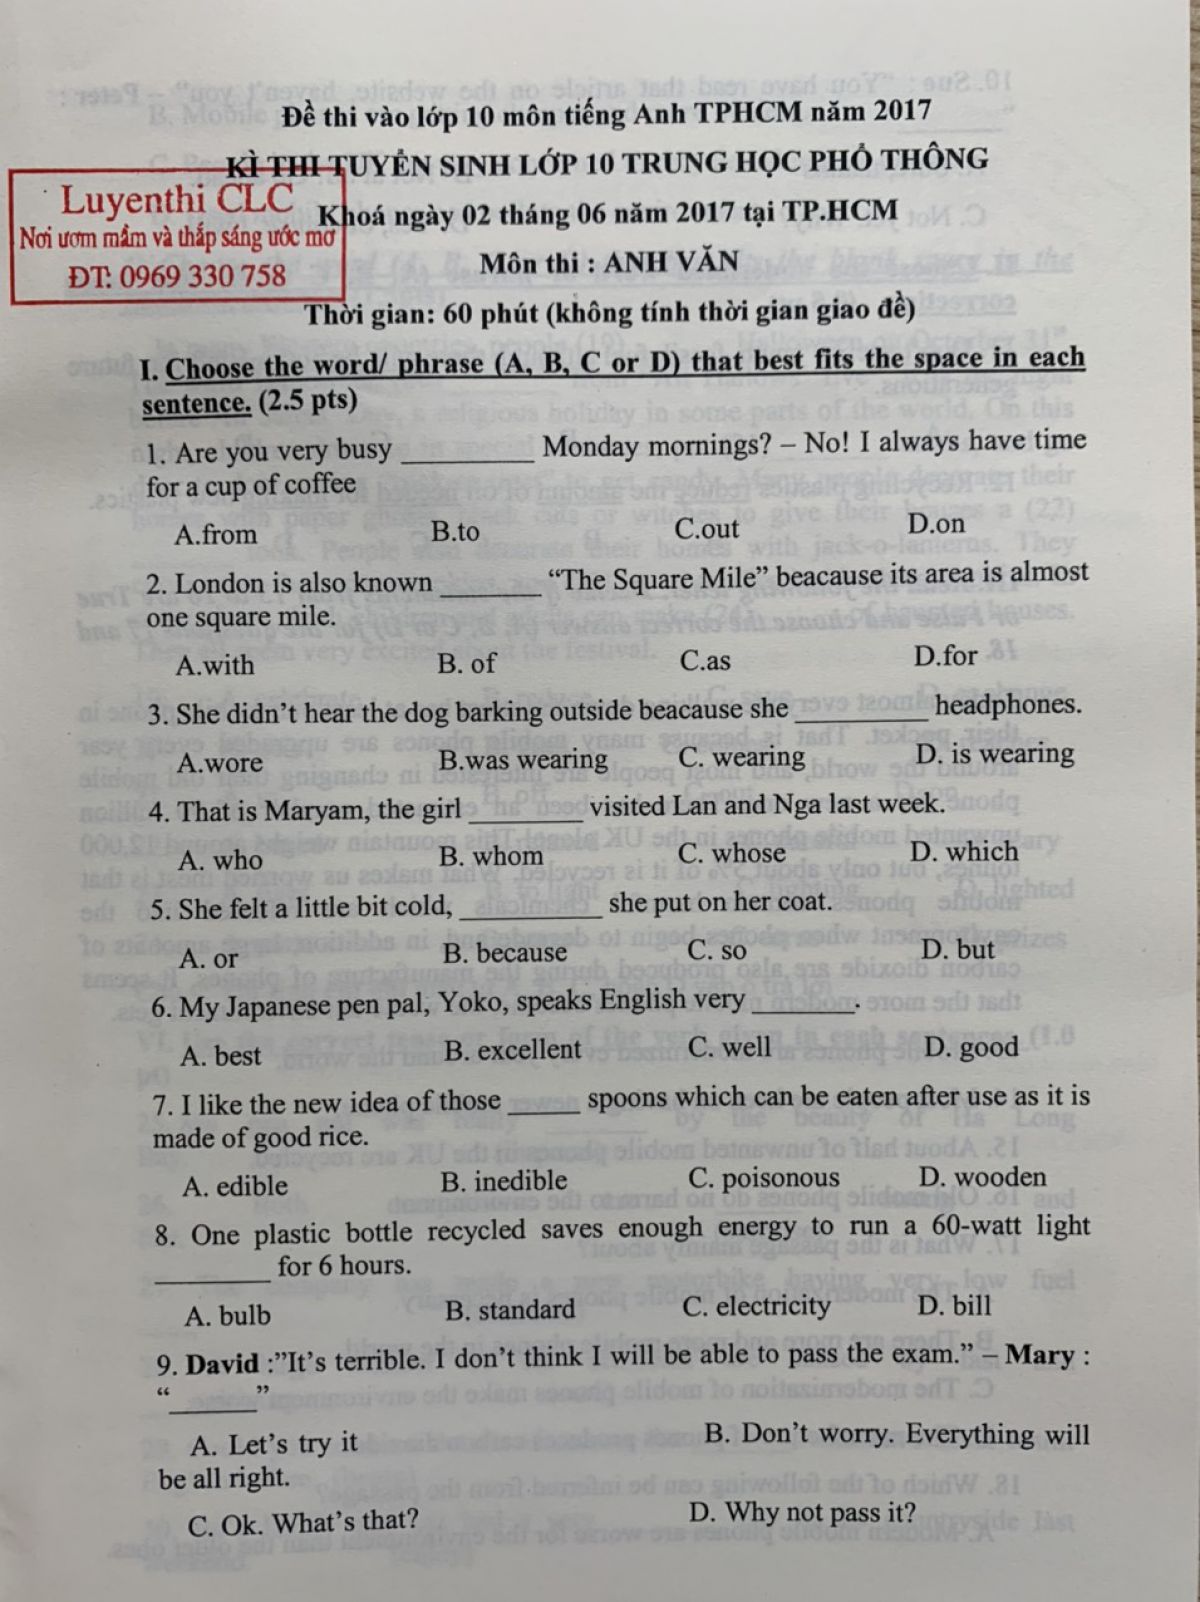 Đề thi vào lớp 10 môn tiếng Anh TPHCM năm 2017
KÌ THI TUYỂN SINH LỚP 10 TRUNG HỌC PHỔ THÔNG
Luyenthi CLC
Nơi ươm mầm và thắp sáng ước mơ
ĐT: 0969 330 758
Khoá ngày 02 tháng 06 năm 2017 tại TP.HCM
Môn thi : ANH VĂN
Thời gian: 60 phút (không tính thời gian giao đề)
I. Choose the word/ phrase (A, B, C or D) that best fits the space in each
sentence. (2.5 pts)
1. Are you very busy _________ Monday mornings? – No! I always have time
for a cup of coffee
A.from B.to C.out D.on
2. London is also known _______ “The Square Mile” beacause its area is almost
one square mile.
A.with B. of C.as D.for
3. She didn’t hear the dog barking outside beacause she _________ headphones.
A.wore B.was wearing C. wearing D. is wearing
4. That is Maryam, the girl ________ visited Lan and Nga last week.
A. who B. whom C. whose D. which
5. She felt a little bit cold, __________ she put on her coat.
A. or B. because C. so D. but
6. My Japanese pen pal, Yoko, speaks English very _______.
A. best B. excellent C. well D. good
7. I like the new idea of those _____ spoons which can be eaten after use as it is
made of good rice.
A. edible B. inedible C. poisonous D. wooden
8. One plastic bottle recycled saves enough energy to run a 60-watt light
________ for 6 hours.
A. bulb B. standard C. electricity D. bill
9. David :”It’s terrible. I don’t think I will be able to pass the exam.” – Mary :
“______”
A. Let’s try it B. Don’t worry. Everything will
be all right.
C. Ok. What’s that? D. Why not pass it?